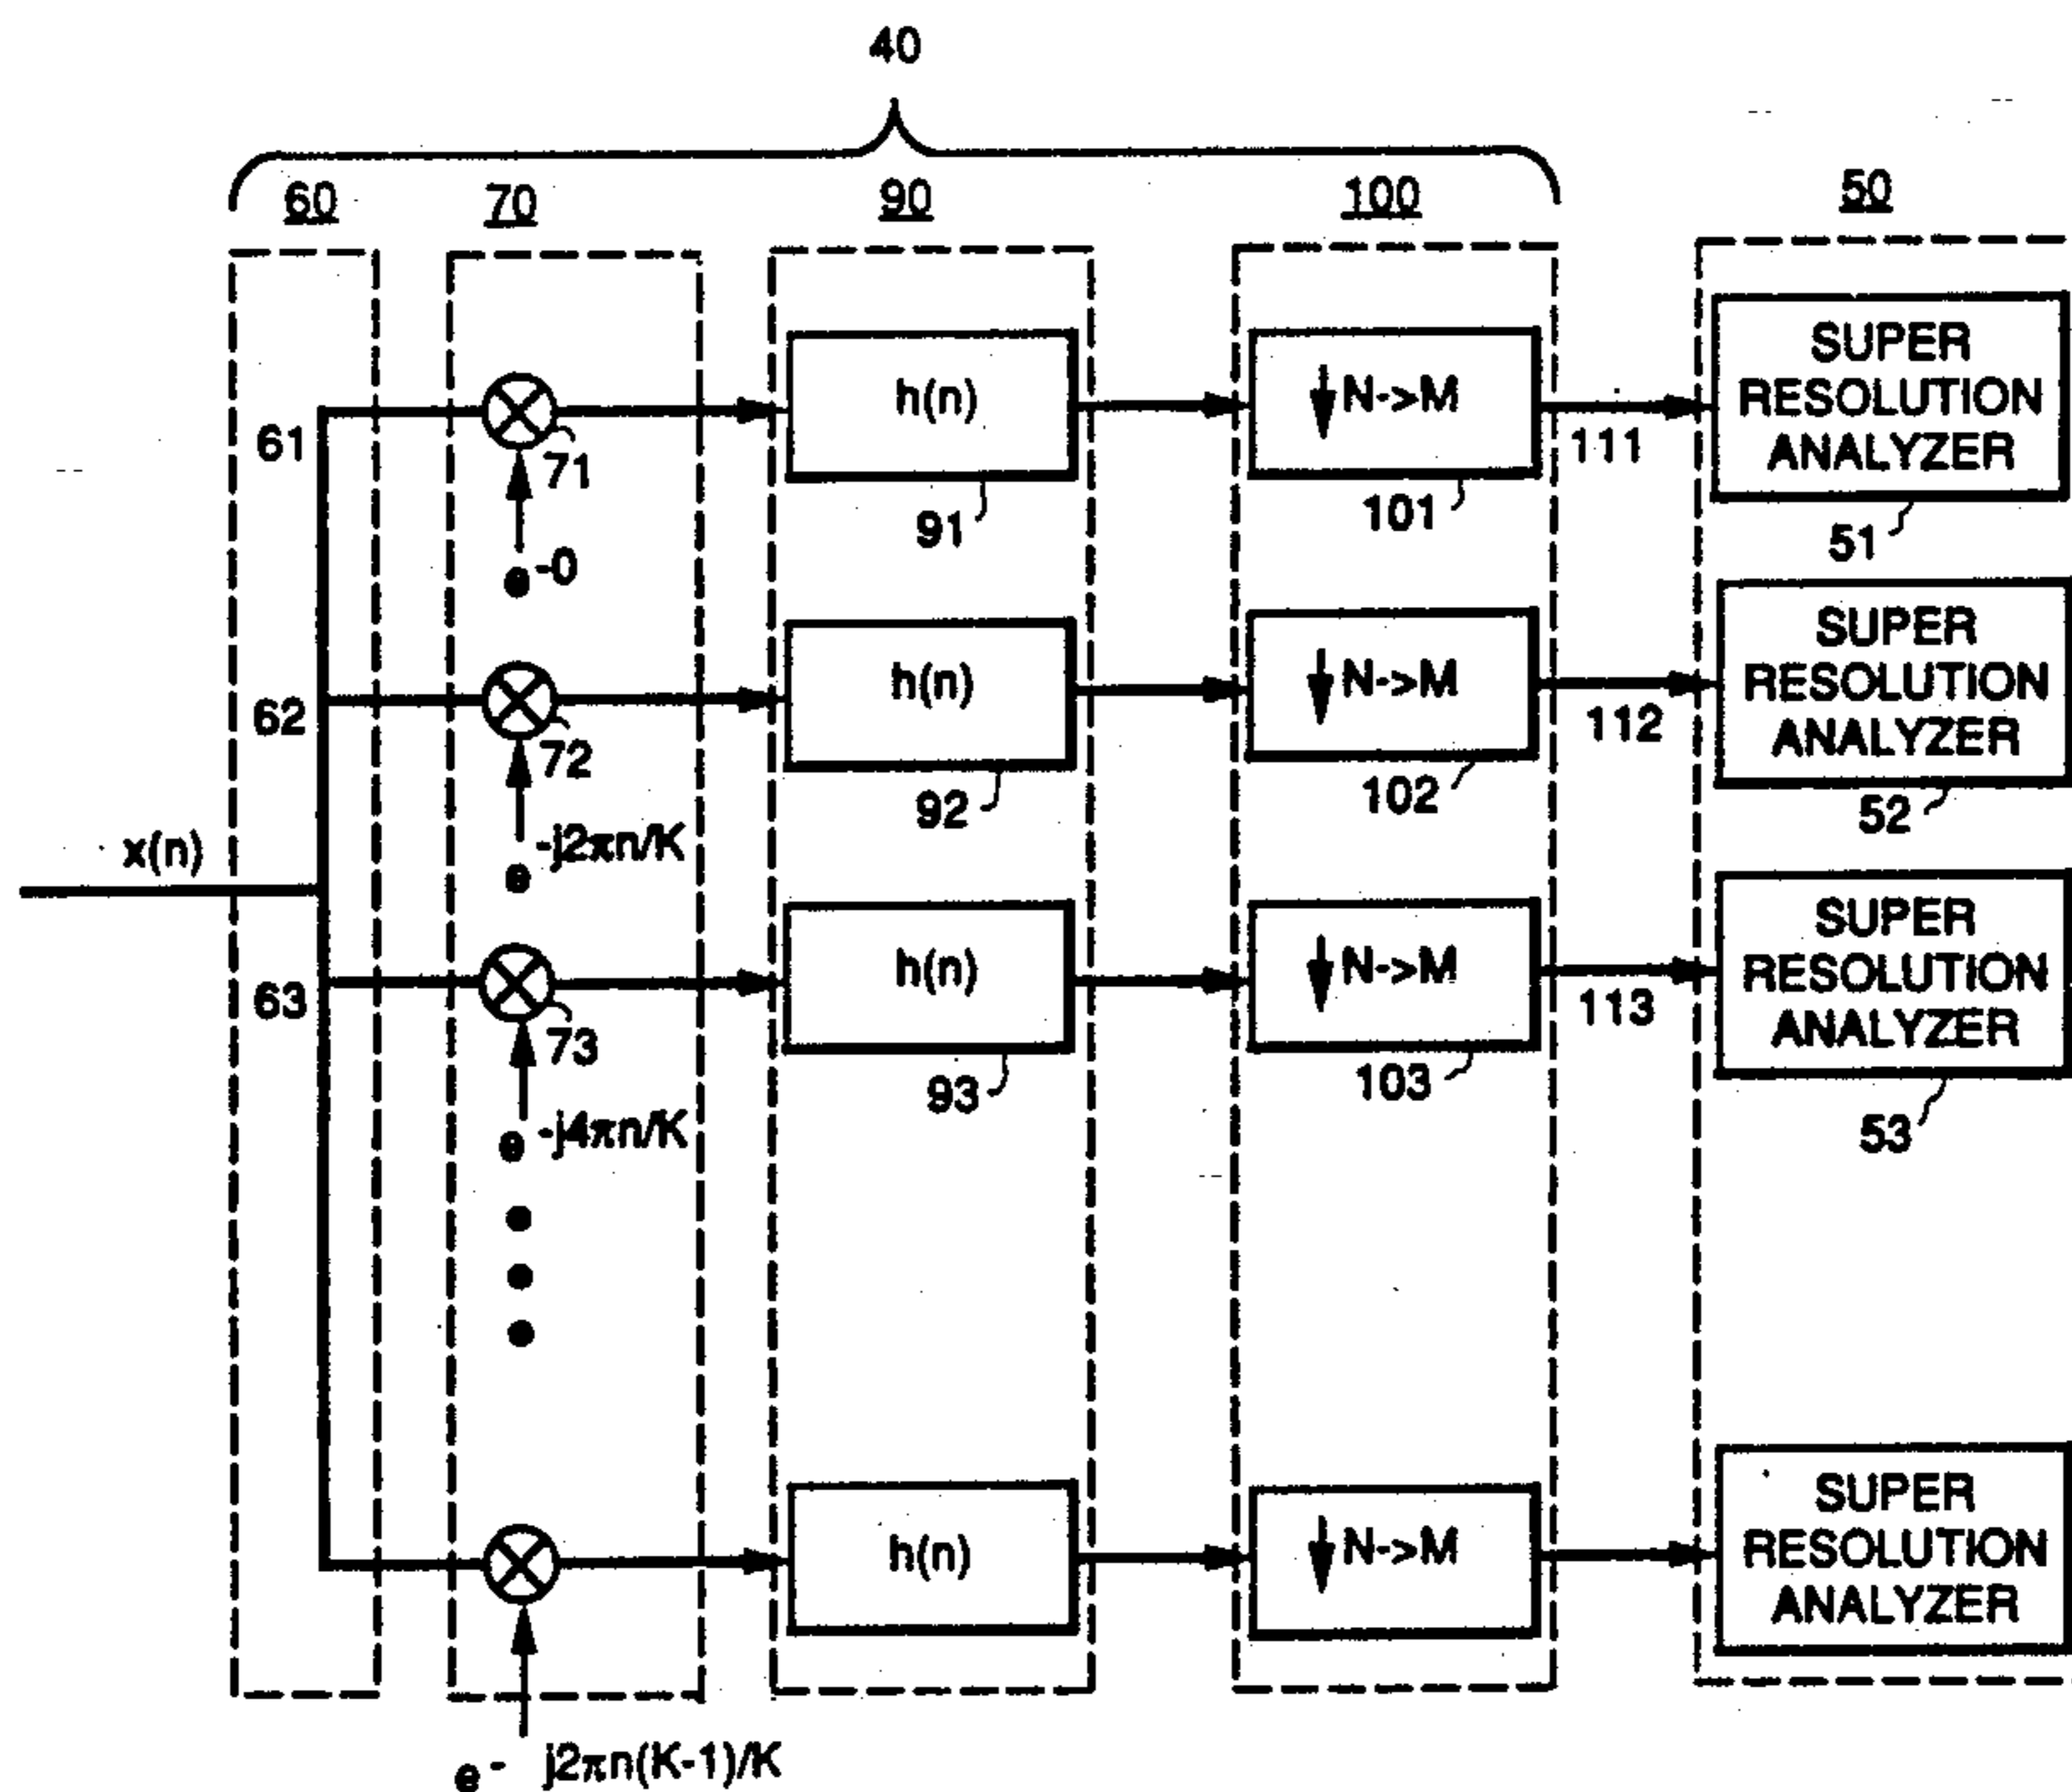 40
60
70
90
100
50
61
71
e-0
h(n)
91
↓N->M
101
111
SUPER
RESOLUTION
ANALYZER
51
62
72
e-j2πn/K
h(n)
92
↓N->M
102
112
SUPER
RESOLUTION
ANALYZER
52
x(n)
63
73
e-j4πn/K
h(n)
93
↓N->M
103
113
SUPER
RESOLUTION
ANALYZER
53
h(n)
↓N->M
SUPER
RESOLUTION
ANALYZER
e- j2πn(K-1)/K